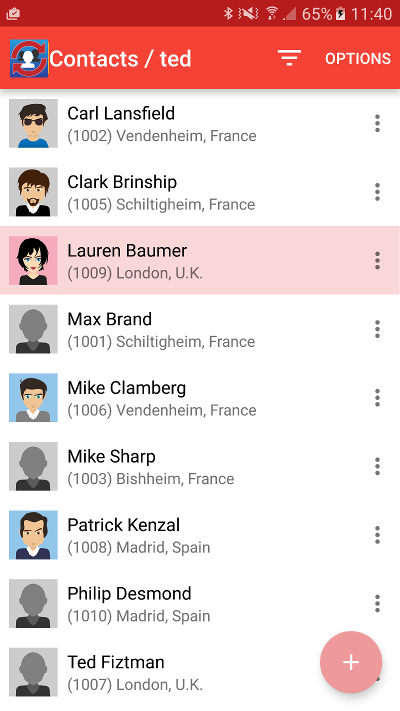 65% 11:40
Contacts / ted
OPTIONS
Carl Lansfield
(1002) Vendenheim, France
Clark Brinship
(1005) Schiltigheim, France
Lauren Baumer
(1009) London, U.K.
Max Brand
(1001) Schiltigheim, France
Mike Clamberg
(1006) Vendenheim, France
Mike Sharp
(1003) Bishheim, France
Patrick Kenzal
(1008) Madrid, Spain
Philip Desmond
(1010) Madrid, Spain
Ted Fiztman
(1007) London, U.K.